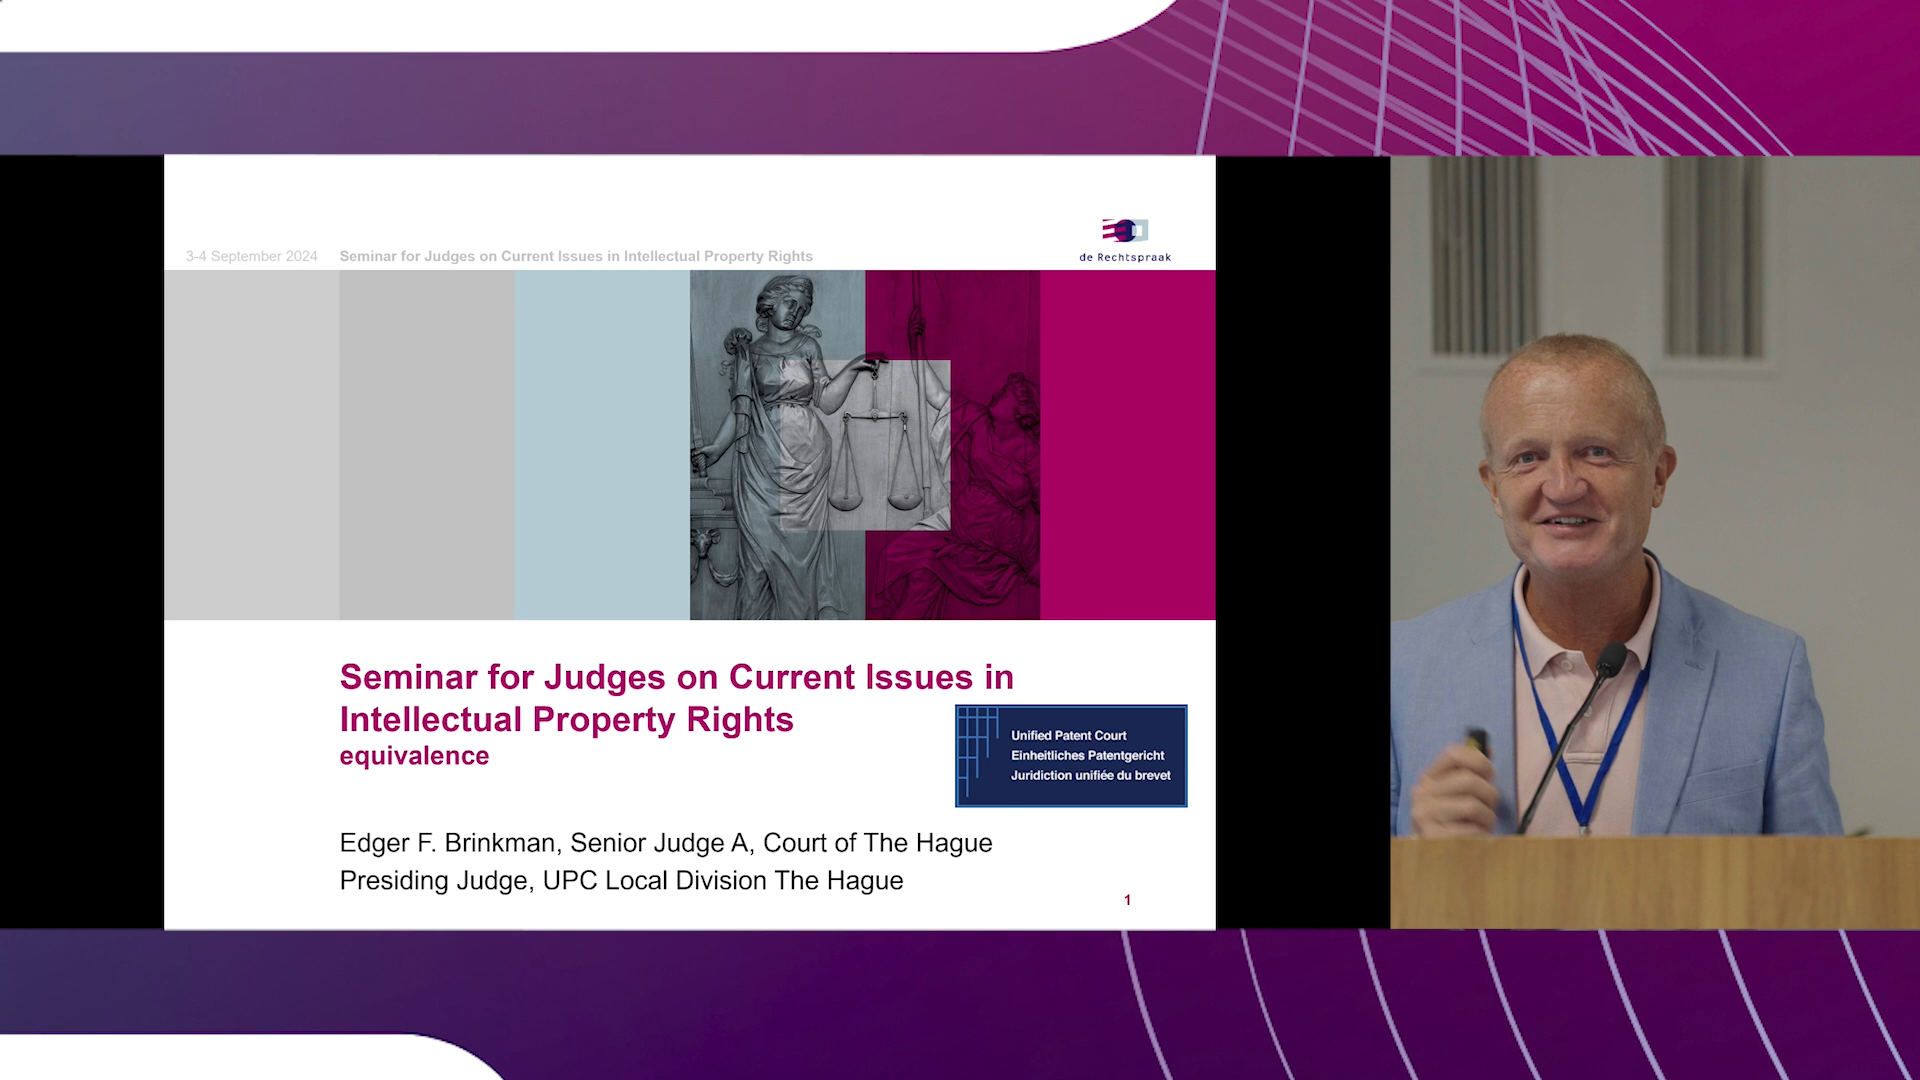 3-4 September 2024 Seminar for Judges on Current Issues in Intellectual Property Rights
de Rechtspraak
Seminar for Judges on Current Issues in
Intellectual Property Rights
equivalence
Unified Patent Court
Einheitliches Patentgericht
Juridiction unifiée du brevet
Edger F. Brinkman, Senior Judge A, Court of The Hague
Presiding Judge, UPC Local Division The Hague
1